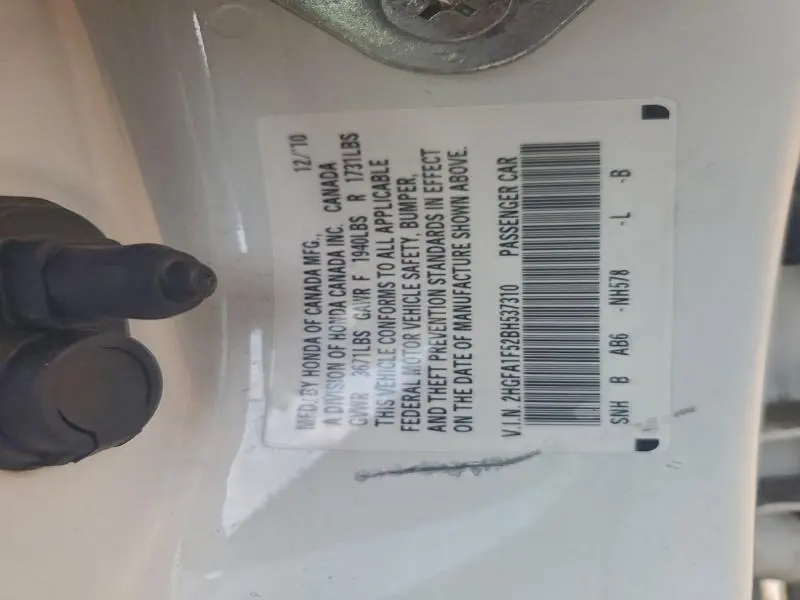 MFD. BY HONDA OF CANADA MFG., 12/'10
A DIVISION OF HONDA CANADA INC. CANADA
GVWR 3671LBS GAWR F 1940LBS R 1731LBS
THIS VEHICLE CONFORMS TO ALL APPLICABLE
FEDERAL MOTOR VEHICLE SAFETY, BUMPER,
AND THEFT PREVENTION STANDARDS IN EFFECT
ON THE DATE OF MANUFACTURE SHOWN ABOVE.
V.I.N. 2HGFA1F52BH537310 PASSENGER CAR
SNH B AB6 -NH578 -L -B